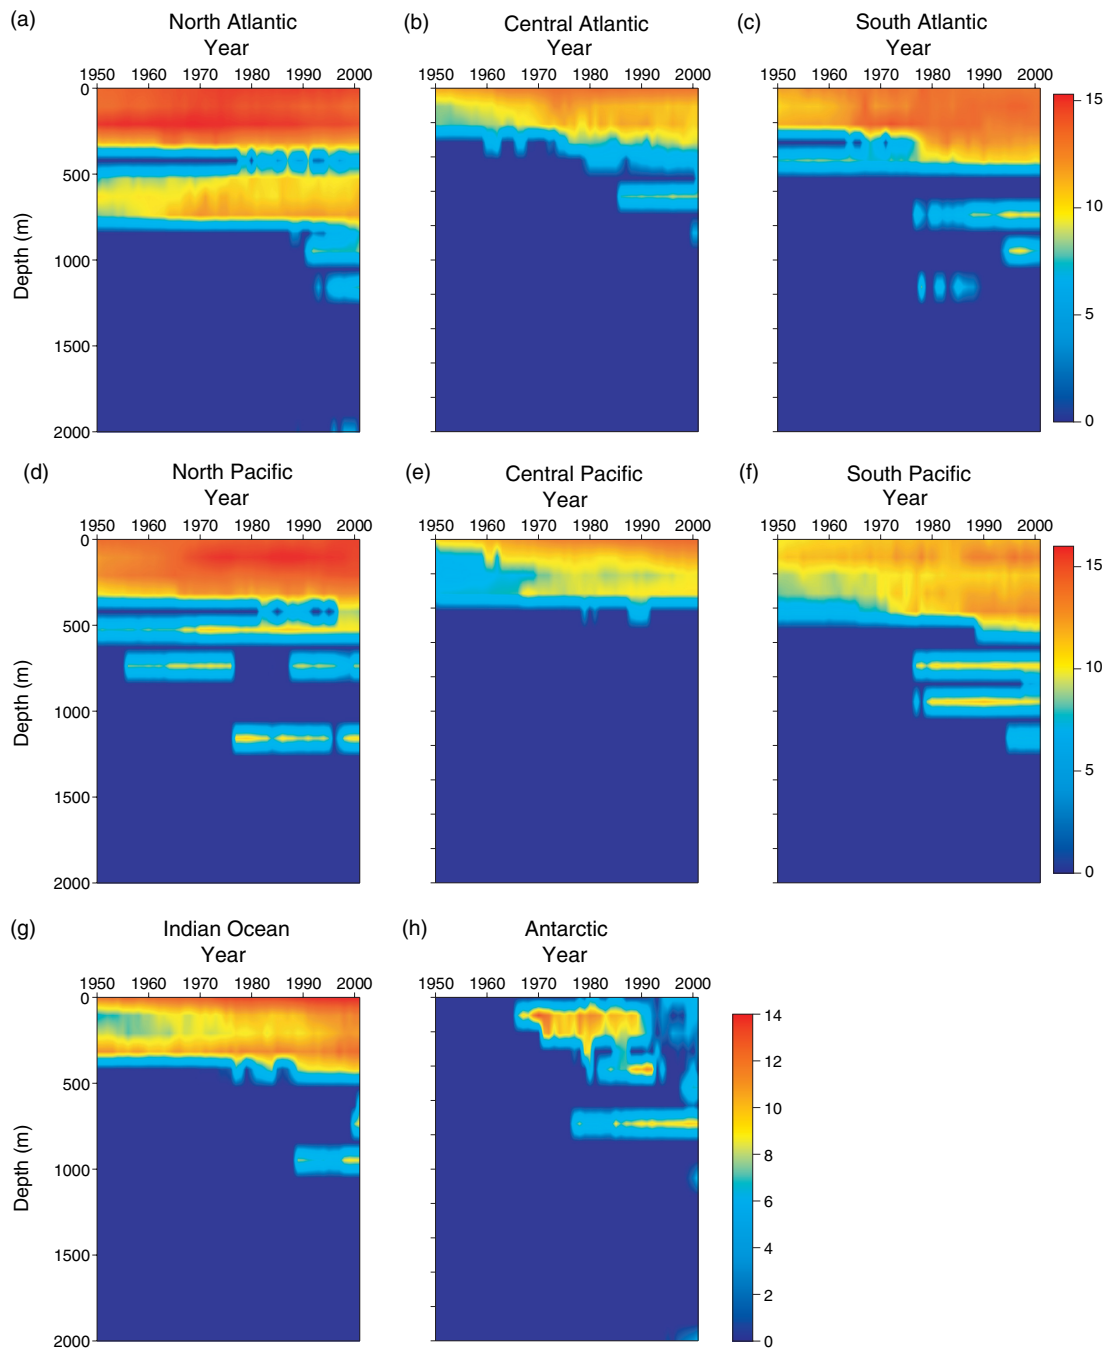 (a)
North Atlantic
Year
1950 1960 1970 1980 1990 2000
(b)
Central Atlantic
Year
1950 1960 1970 1980 1990 2000
(c)
South Atlantic
Year
1950 1960 1970 1980 1990 2000
Depth (m)
0
500
1000
1500
2000
15
10
5
0
(d)
North Pacific
Year
1950 1960 1970 1980 1990 2000
(e)
Central Pacific
Year
1950 1960 1970 1980 1990 2000
(f)
South Pacific
Year
1950 1960 1970 1980 1990 2000
Depth (m)
0
500
1000
1500
2000
15
10
5
0
(g)
Indian Ocean
Year
1950 1960 1970 1980 1990 2000
(h)
Antarctic
Year
1950 1960 1970 1980 1990 2000
Depth (m)
0
500
1000
1500
2000
14
12
10
8
6
4
2
0